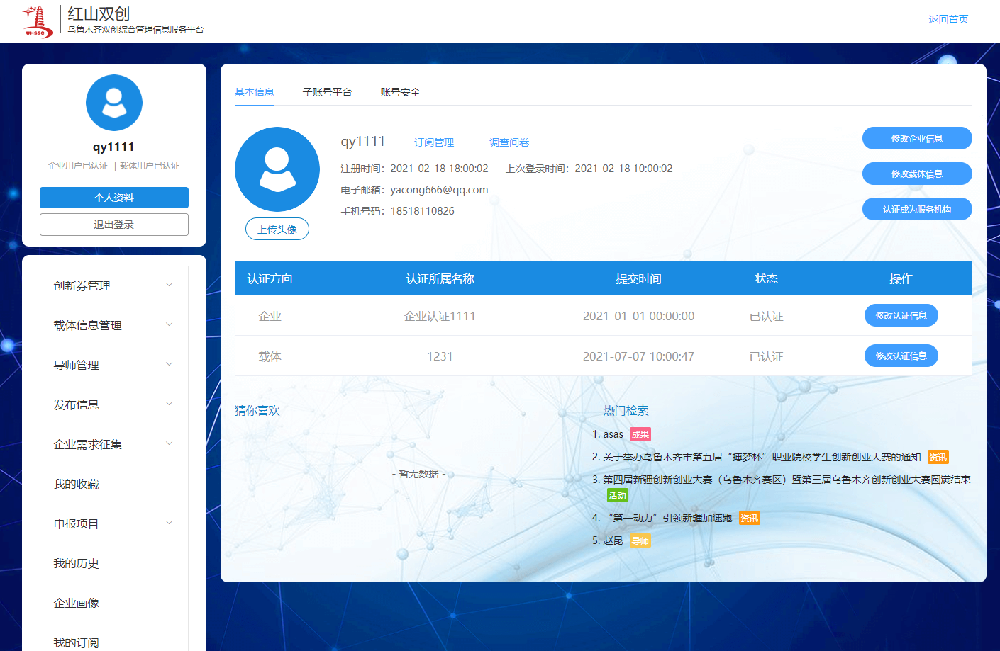 红山双创
乌鲁木齐双创综合管理信息服务平台
UHSSC
返回首页
qy1111
企业用户已认证 | 载体用户已认证
个人资料
退出登录
创新券管理
载体信息管理
导师管理
发布信息
企业需求征集
我的收藏
申报项目
我的历史
企业画像
我的订阅
基本信息 子账号平台 账号安全
qy1111 订阅管理 调查问卷
注册时间：2021-02-18 18:00:02 上次登录时间：2021-02-18 10:00:02
电子邮箱：yacong666@qq.com
手机号码：18518110826
上传头像
修改企业信息
修改载体信息
认证成为服务机构
认证方向 认证所属名称 提交时间 状态 操作
企业 企业认证1111 2021-01-01 00:00:00 已认证 修改认证信息
载体 1231 2021-07-07 10:00:47 已认证 修改认证信息
猜你喜欢
- 暂无数据 -
热门检索
1. asas 成果
2. 关于举办乌鲁木齐市第五届“搏梦杯”职业院校学生创新创业大赛的通知 资讯
3. 第四届新疆创新创业大赛（乌鲁木齐赛区）暨第三届乌鲁木齐创新创业大赛圆满结束
活动
4. “第一动力”引领新疆加速跑 资讯
5. 赵昆 导师